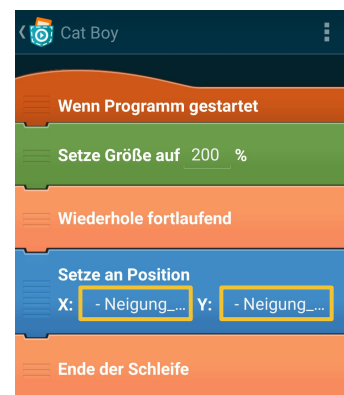 Cat Boy
Wenn Programm gestartet
Setze Größe auf 200 %
Wiederhole fortlaufend
Setze an Position
X: - Neigung_... Y: - Neigung_...
Ende der Schleife